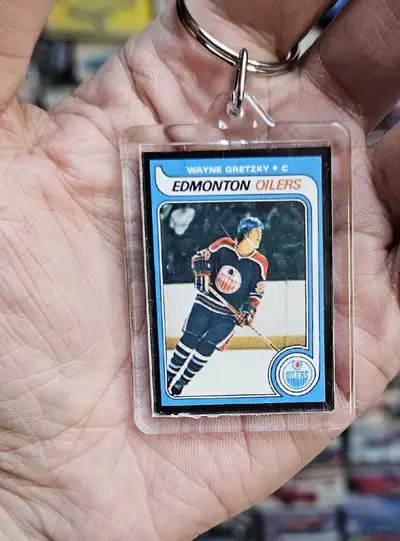 WAYNE GRETZKY ♦ C
EDMONTON OILERS
OILERS